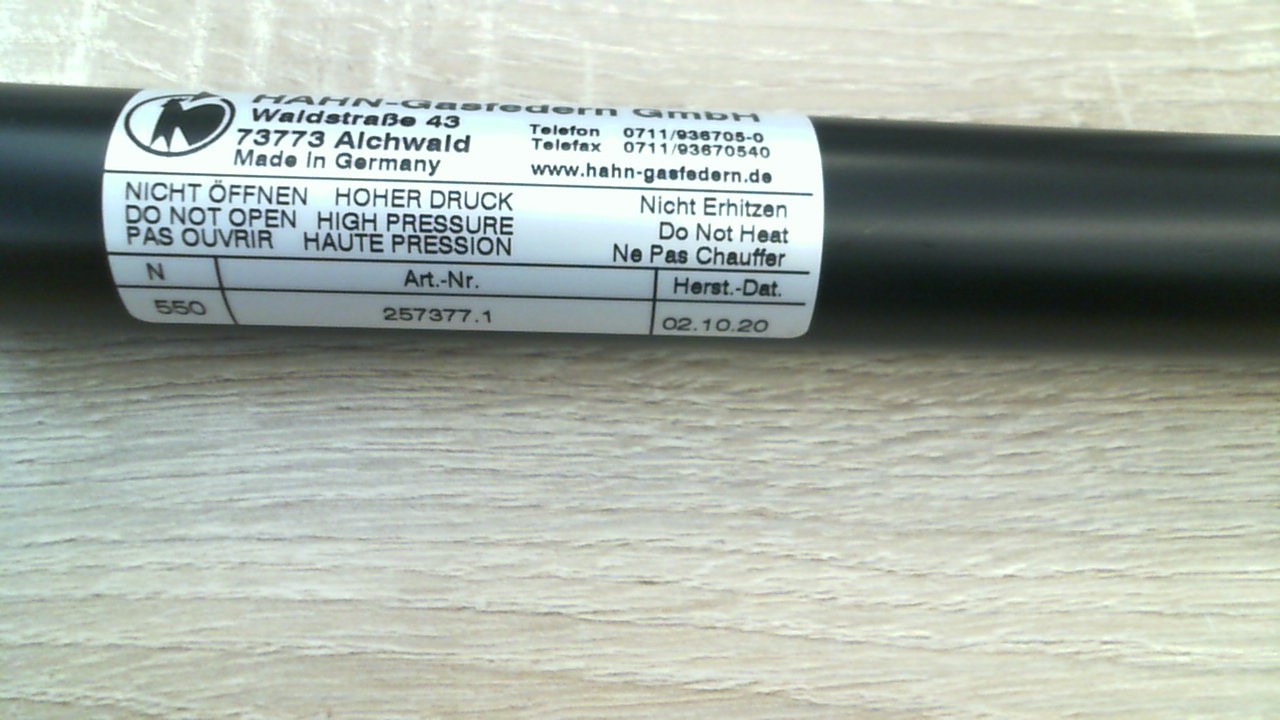 HAHN-Gasfedern GmbH
Waldstraße 43
73773 Aichwald
Made In Germany
Telefon 0711/936705-0
Telefax 0711/93670540
www.hahn-gasfedern.de
NICHT ÖFFNEN HOHER DRUCK
DO NOT OPEN HIGH PRESSURE
PAS OUVRIR HAUTE PRESSION
Nicht Erhitzen
Do Not Heat
Ne Pas Chauffer
N Art.-Nr. Herst.-Dat.
550 257377.1 02.10.20